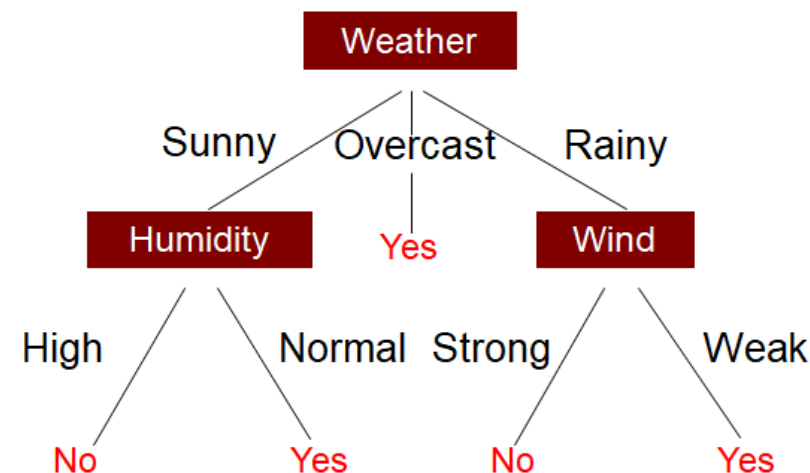 Weather
Sunny Overcast Rainy
Humidity Yes Wind
High Normal Strong Weak
No Yes No Yes